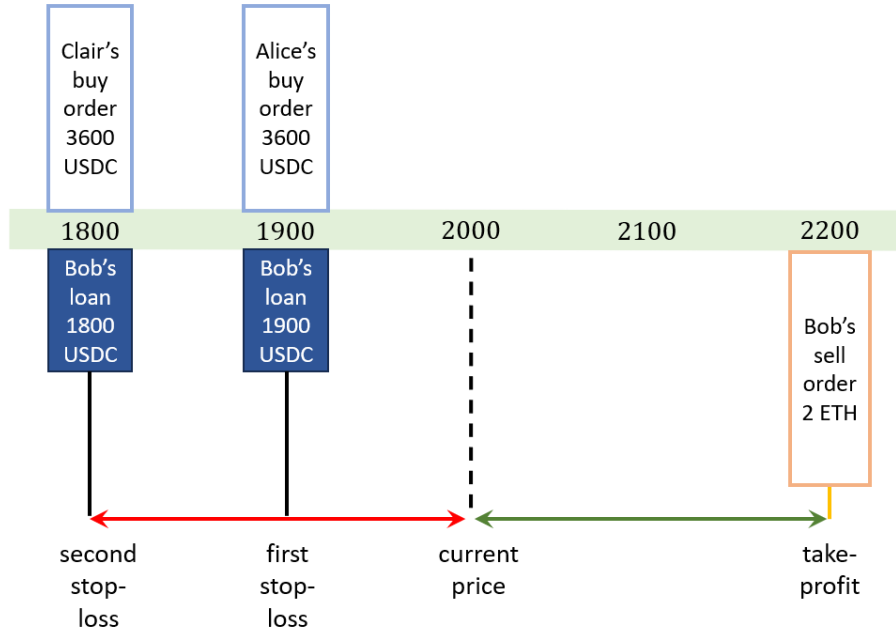 Clair's
buy
order
3600
USDC
Alice's
buy
order
3600
USDC
1800
1900
2000
2100
2200
Bob's
loan
1800
USDC
Bob's
loan
1900
USDC
Bob's
sell
order
2 ETH
second
stop-
loss
first
stop-
loss
current
price
take-
profit